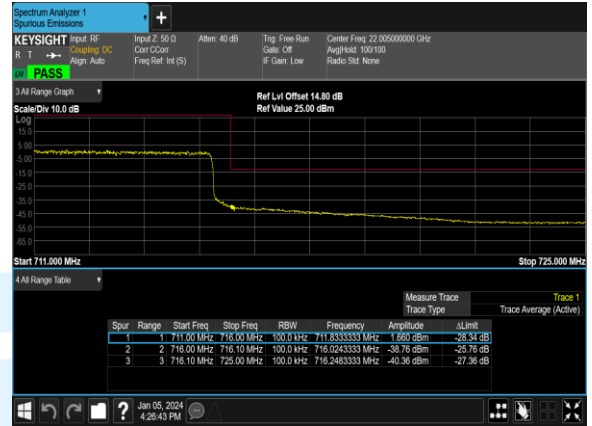 Spectrum Analyzer 1
Spurious Emissions
+
KEYSIGHT Input: RF Input Z: 50 Ω Atten: 40 dB Trig: Free Run Center Freq: 22.005000000 GHz
R T Coupling: DC Corr CCorr Gate: Off Avg|Hold: 100/100
Align: Auto Freq Ref: Int (S) IF Gain: Low Radio Std: None
LM PASS
3 All Range Graph
Ref Lvl Offset 14.80 dB
Scale/Div 10.0 dB Ref Value 25.00 dBm
Log
15.0
5.00
-5.00
-15.0
-25.0
-35.0
-45.0
-55.0
-65.0
Start 711.000 MHz Stop 725.000 MHz
4 All Range Table
Measure Trace Trace 1
Trace Type Trace Average (Active)
Spur Range Start Freq Stop Freq RBW Frequency Amplitude ΔLimit
1 1 711.00 MHz 716.00 MHz 100.0 kHz 711.8333333 MHz 1.660 dBm -28.34 dB
2 2 716.00 MHz 716.10 MHz 100.0 kHz 716.0243333 MHz -38.76 dBm -25.76 dB
3 3 716.10 MHz 725.00 MHz 100.0 kHz 716.2483333 MHz -40.36 dBm -27.36 dB
? Jan 05, 2024
4:26:43 PM